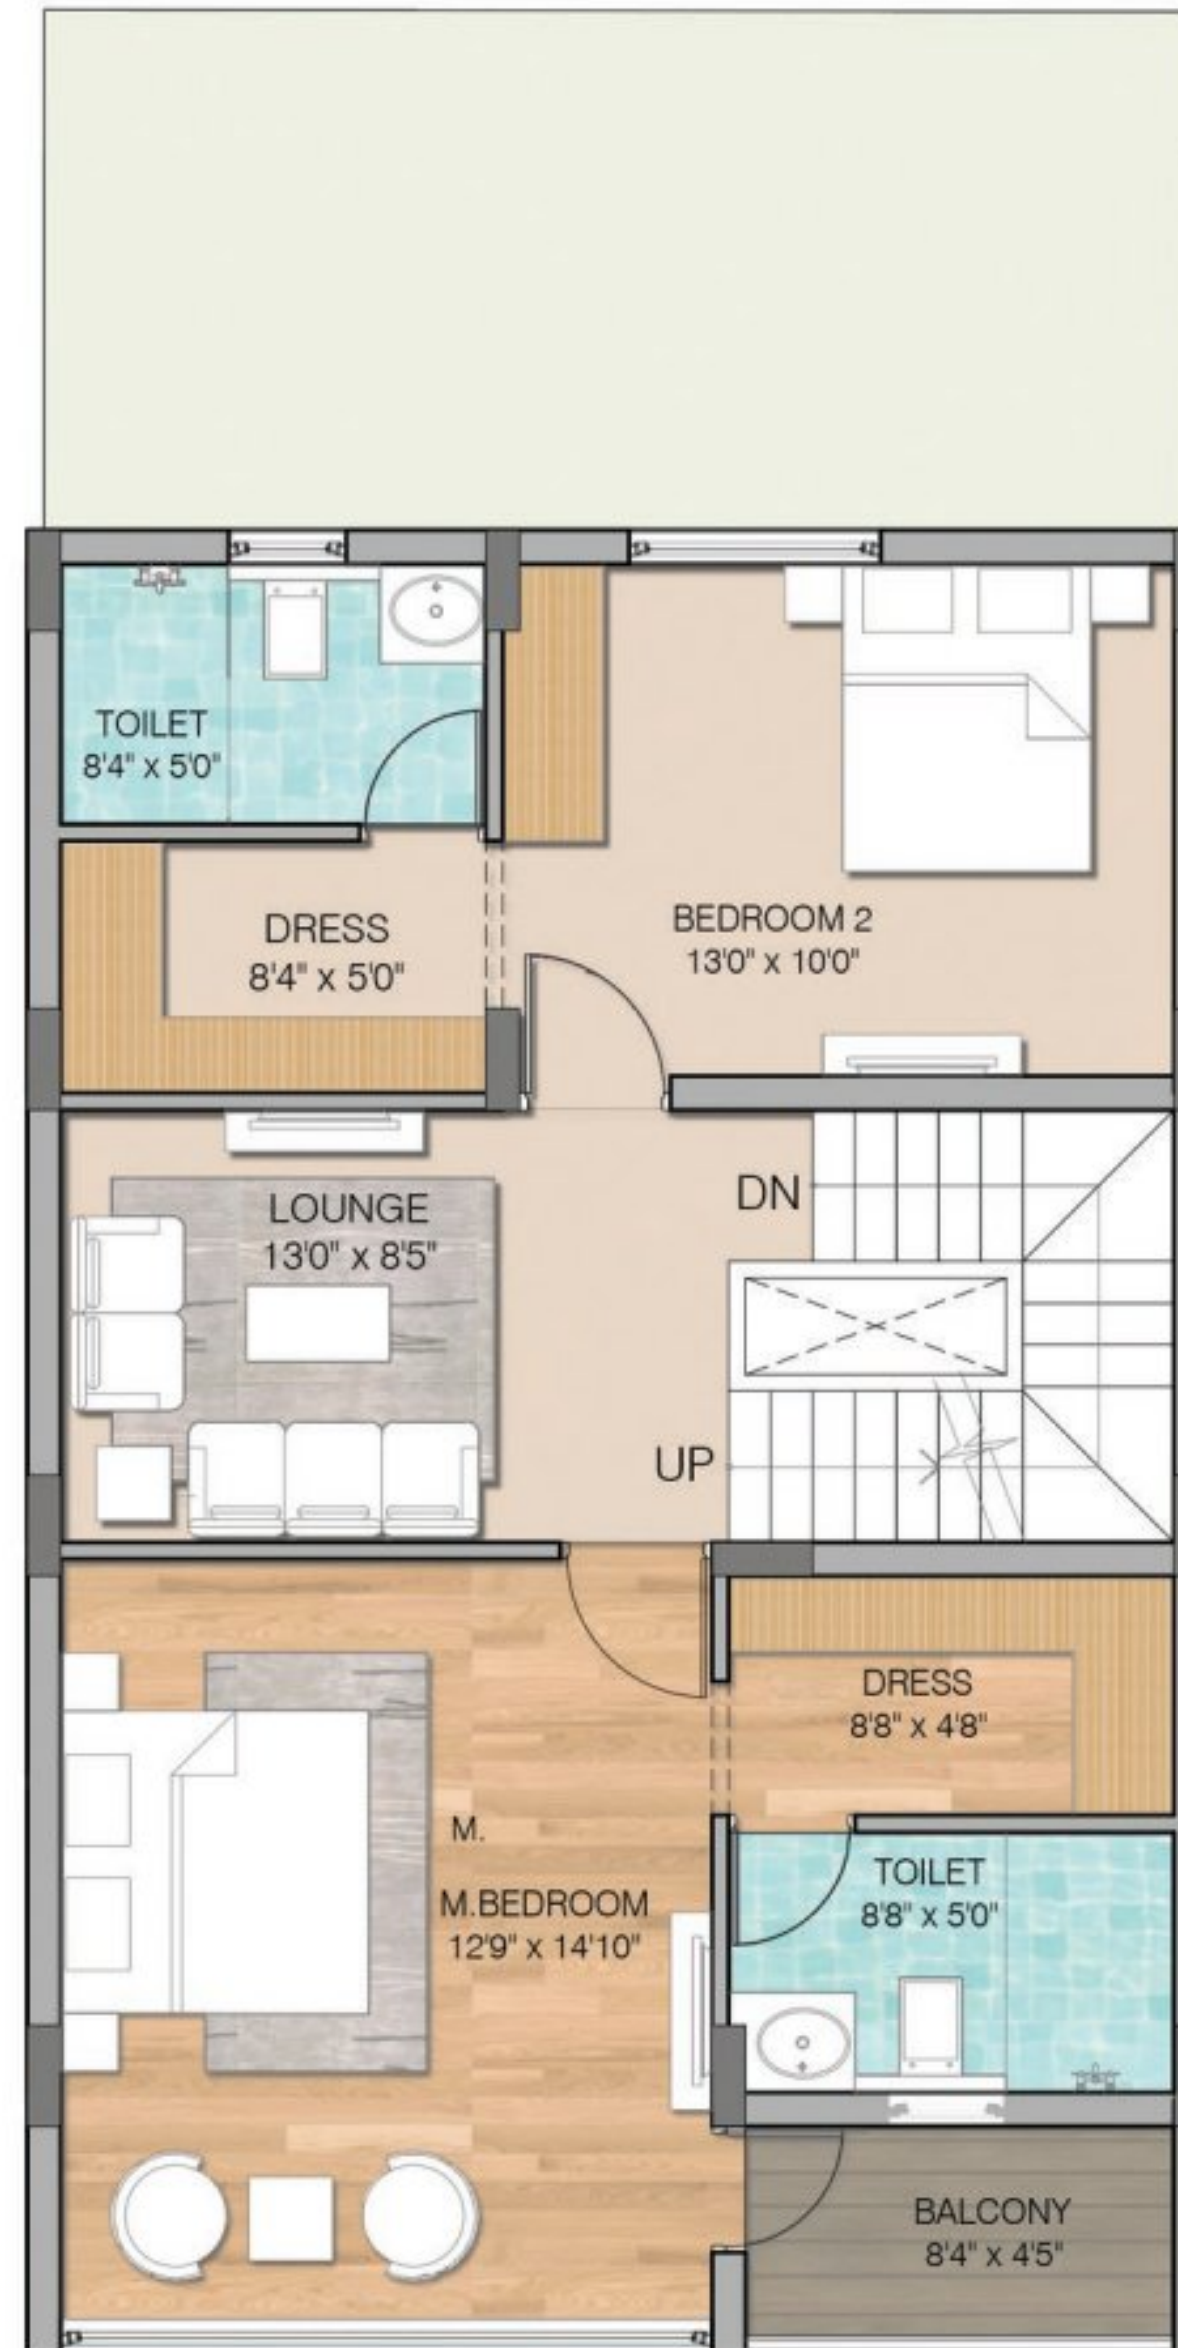 TOILET
8'4" x 5'0"
DRESS
8'4" x 5'0"
BEDROOM 2
13'0" x 10'0"
LOUNGE
13'0" x 8'5"
DN
UP
DRESS
8'8" x 4'8"
M.
M.BEDROOM
12'9" x 14'10"
TOILET
8'8" x 5'0"
BALCONY
8'4" x 4'5"